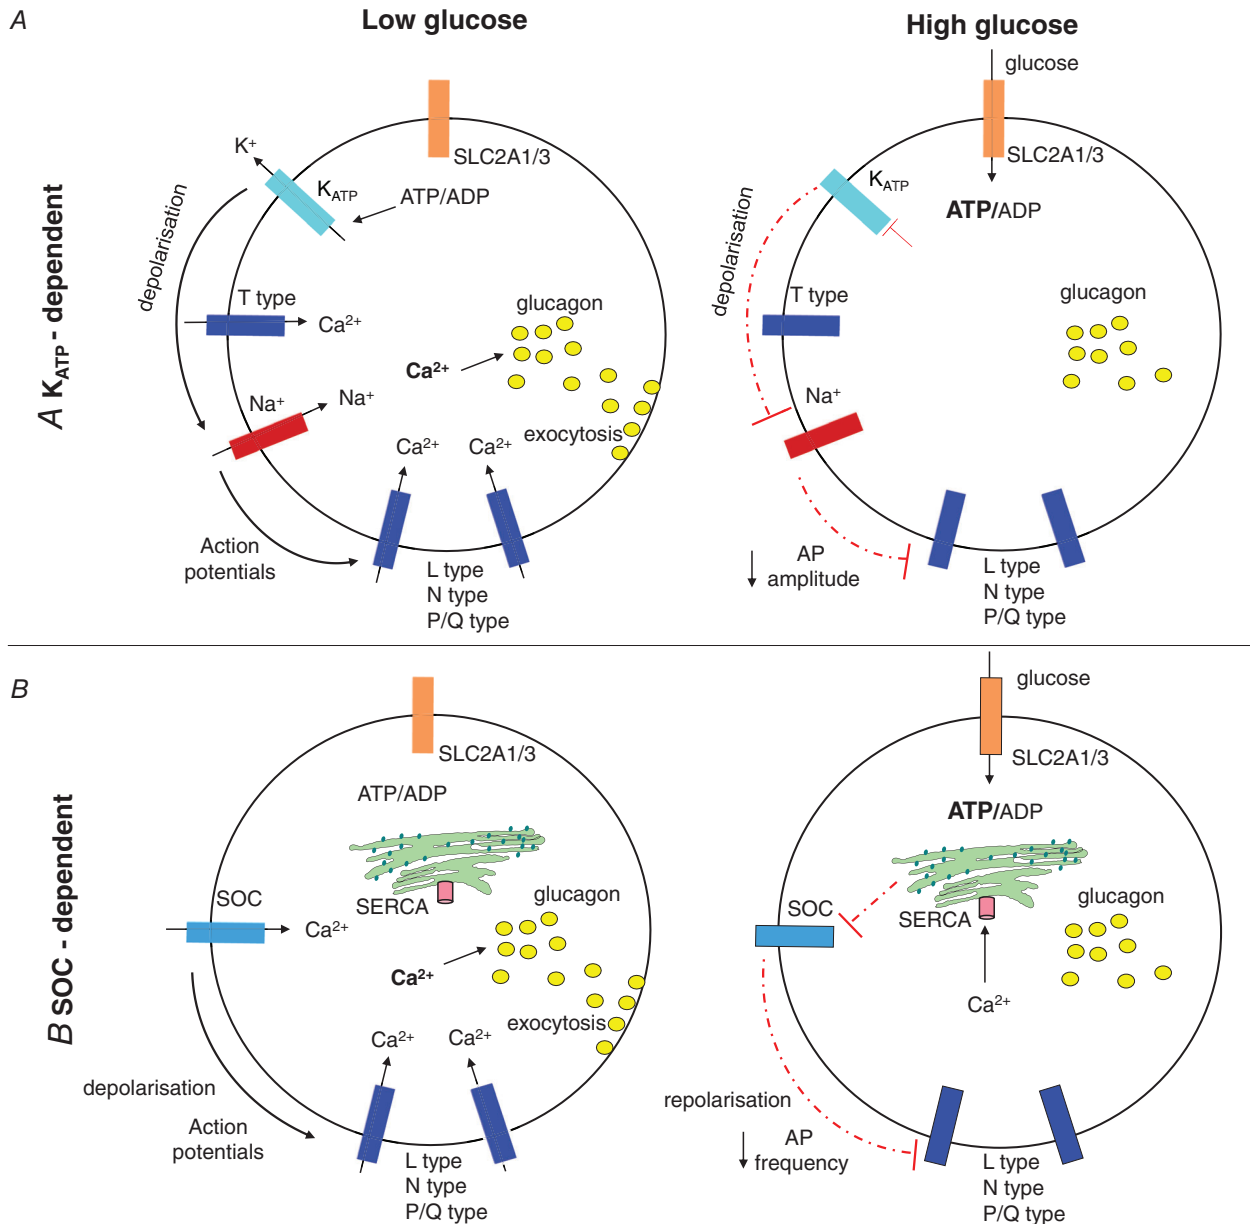 A
Low glucose
High glucose
A K_ATP - dependent
K⁺
K_ATP
SLC2A1/3
ATP/ADP
depolarisation
T type
Ca²⁺
glucagon
Ca²⁺
Na⁺
Na⁺
exocytosis
Ca²⁺
Ca²⁺
Action
potentials
L type
N type
P/Q type
glucose
SLC2A1/3
K_ATP
ATP/ADP
depolarisation
T type
glucagon
Na⁺
↓ AP
amplitude
L type
N type
P/Q type
B
B SOC - dependent
SLC2A1/3
ATP/ADP
SOC
SERCA
glucagon
Ca²⁺
Ca²⁺
exocytosis
Ca²⁺
Ca²⁺
depolarisation
Action
potentials
L type
N type
P/Q type
glucose
SLC2A1/3
ATP/ADP
SOC
SERCA
glucagon
Ca²⁺
repolarisation
↓ AP
frequency
L type
N type
P/Q type